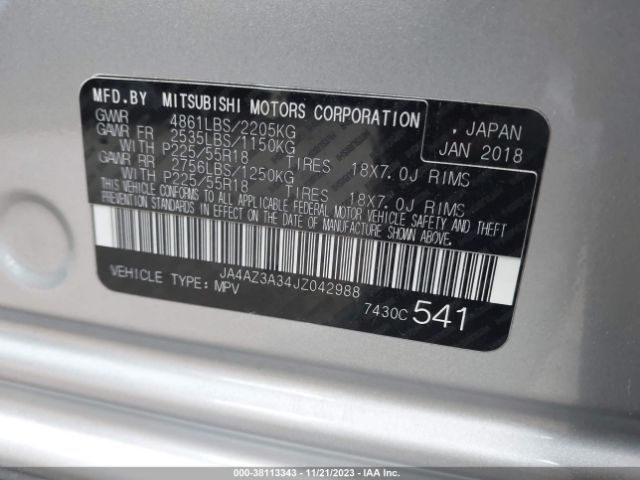 MFD.BY MITSUBISHI MOTORS CORPORATION
GVWR 4861LBS/2205KG
GAWR FR 2535LBS/1150KG
WITH P225/55R18 TIRES 18X7.0J RIMS
GAWR RR 2756LBS/1250KG
WITH P225/55R18 TIRES 18X7.0J RIMS
. JAPAN
JAN 2018
THIS VEHICLE CONFORMS TO ALL APPLICABLE FEDERAL MOTOR VEHICLE SAFETY AND THEFT
PREVENTION STANDARDS IN EFFECT ON THE DATE OF MANUFACTURE SHOWN ABOVE.
JA4AZ3A34JZ042988
VEHICLE TYPE: MPV
7430C 541
000-38113343 - 11/21/2023 - IAA Auctions